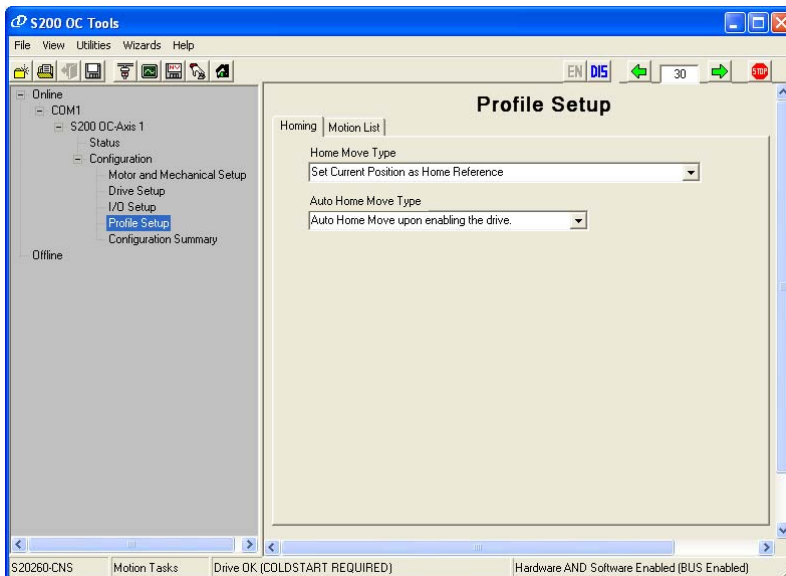 S200 OC Tools
File View Utilities Wizards Help
EN DIS 30 STOP
Online
COM1
S200 OC-Axis 1
Status
Configuration
Motor and Mechanical Setup
Drive Setup
I/O Setup
Profile Setup
Configuration Summary
Offline
Profile Setup
Homing Motion List
Home Move Type
Set Current Position as Home Reference
Auto Home Move Type
Auto Home Move upon enabling the drive.
S20260-CNS Motion Tasks Drive OK (COLDSTART REQUIRED) Hardware AND Software Enabled (BUS Enabled)